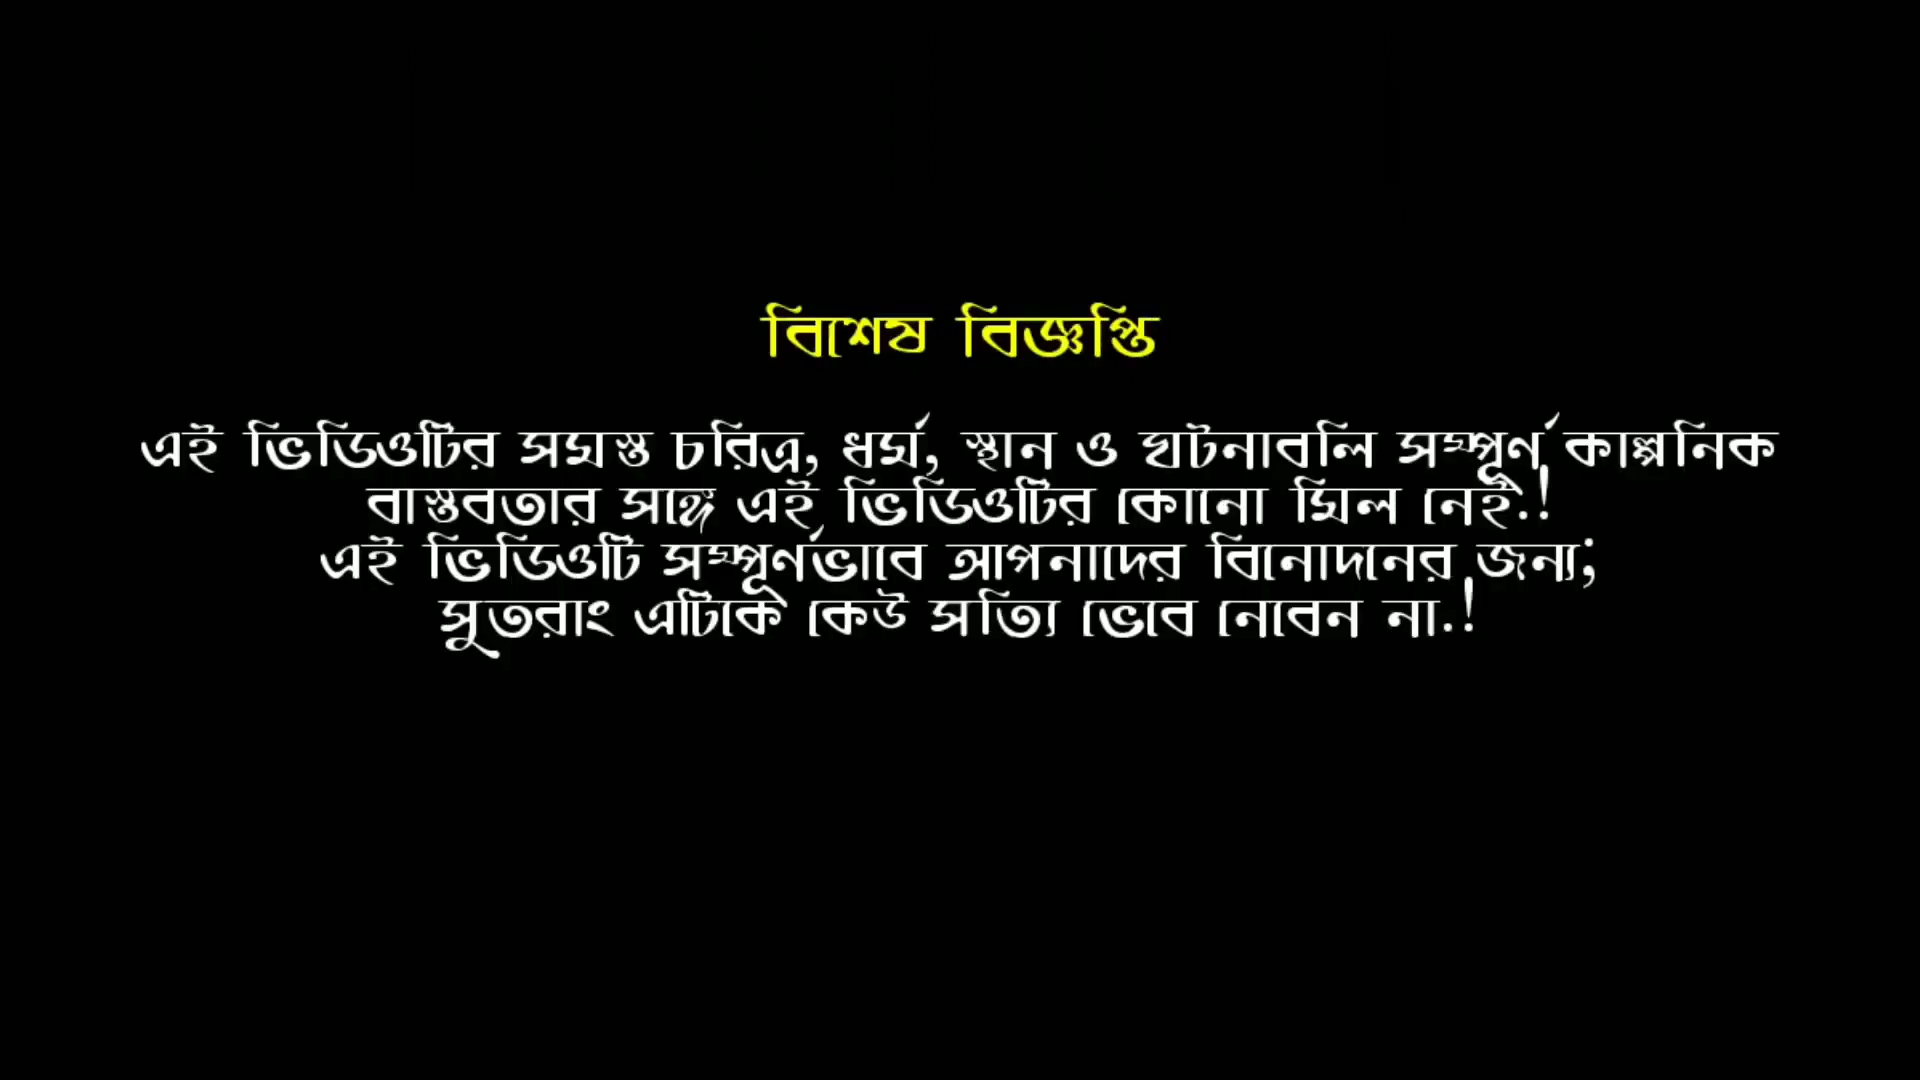 বিশেষ বিজ্ঞপ্তি
এই ভিডিওটির সমস্ত চরিত্র, ধর্ম, স্থান ও ঘটনাবলি সম্পূর্ণ কাল্পনিক
বাস্তবতার সঙ্গে এই ভিডিওটির কোনো মিল নেই.!
এই ভিডিওটি সম্পূর্ণভাবে আপনাদের বিনোদনের জন্য;
সুতরাং এটিকে কেউ সত্যি ভেবে নেবেন না.!